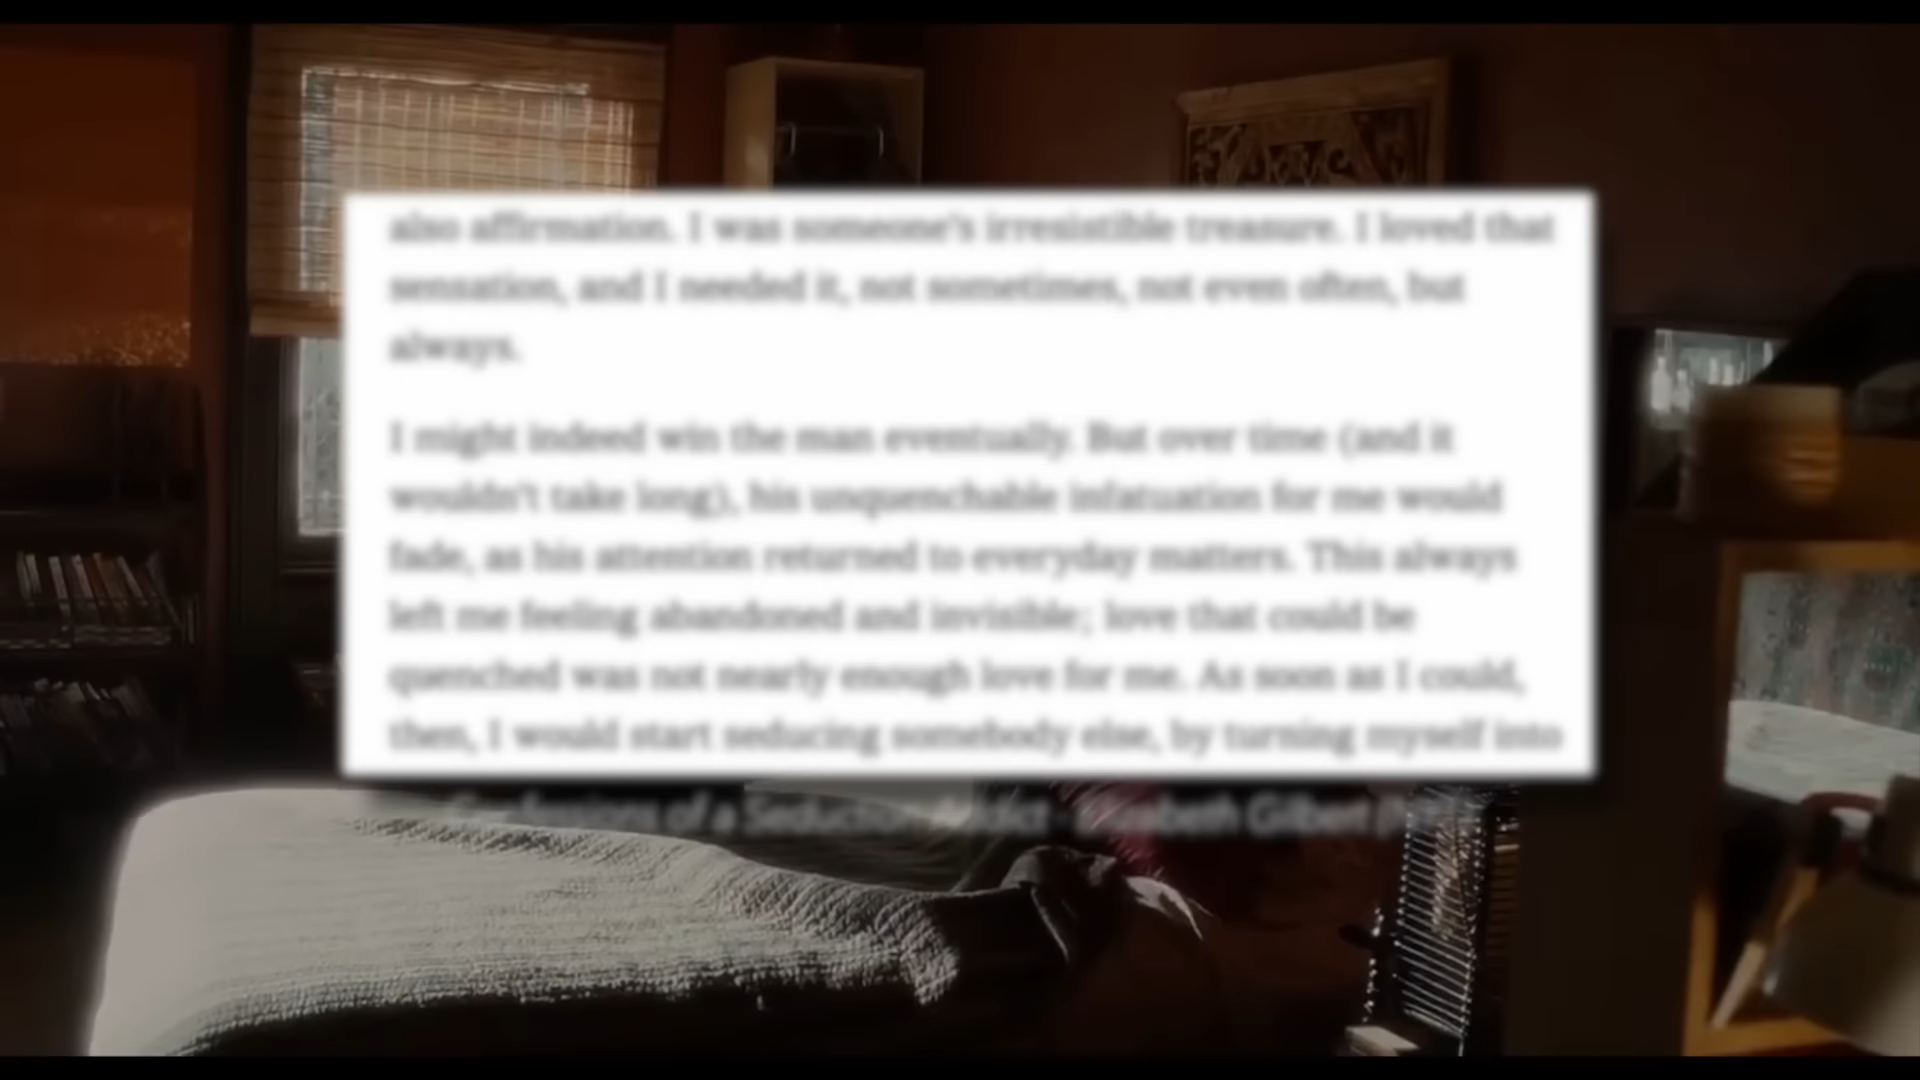 also affirmation. I was someone's irresistible treasure. I loved that
sensation, and I needed it, not sometimes, not even often, but
always.
I might indeed win the man eventually. But over time (and it
wouldn't take long), his unquenchable infatuation for me would
fade, as his attention returned to everyday matters. This always
left me feeling abandoned and invisible; love that could be
quenched was not nearly enough love for me. As soon as I could,
then, I would start seducing somebody else, by turning myself into
Confessions of a Seduction Addict - Elizabeth Gilbert